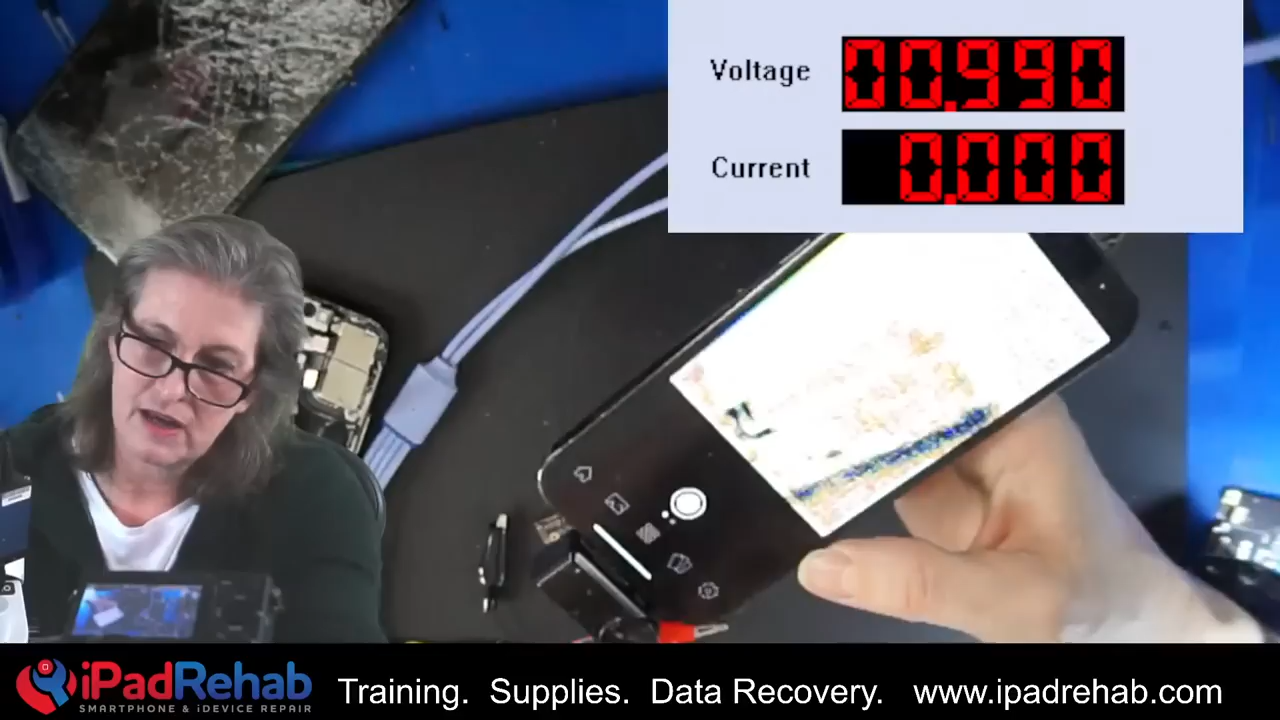 Voltage
00.990
Current
0.000
iPadRehab
SMARTPHONE & iDEVICE REPAIR
Training. Supplies. Data Recovery. www.ipadrehab.com